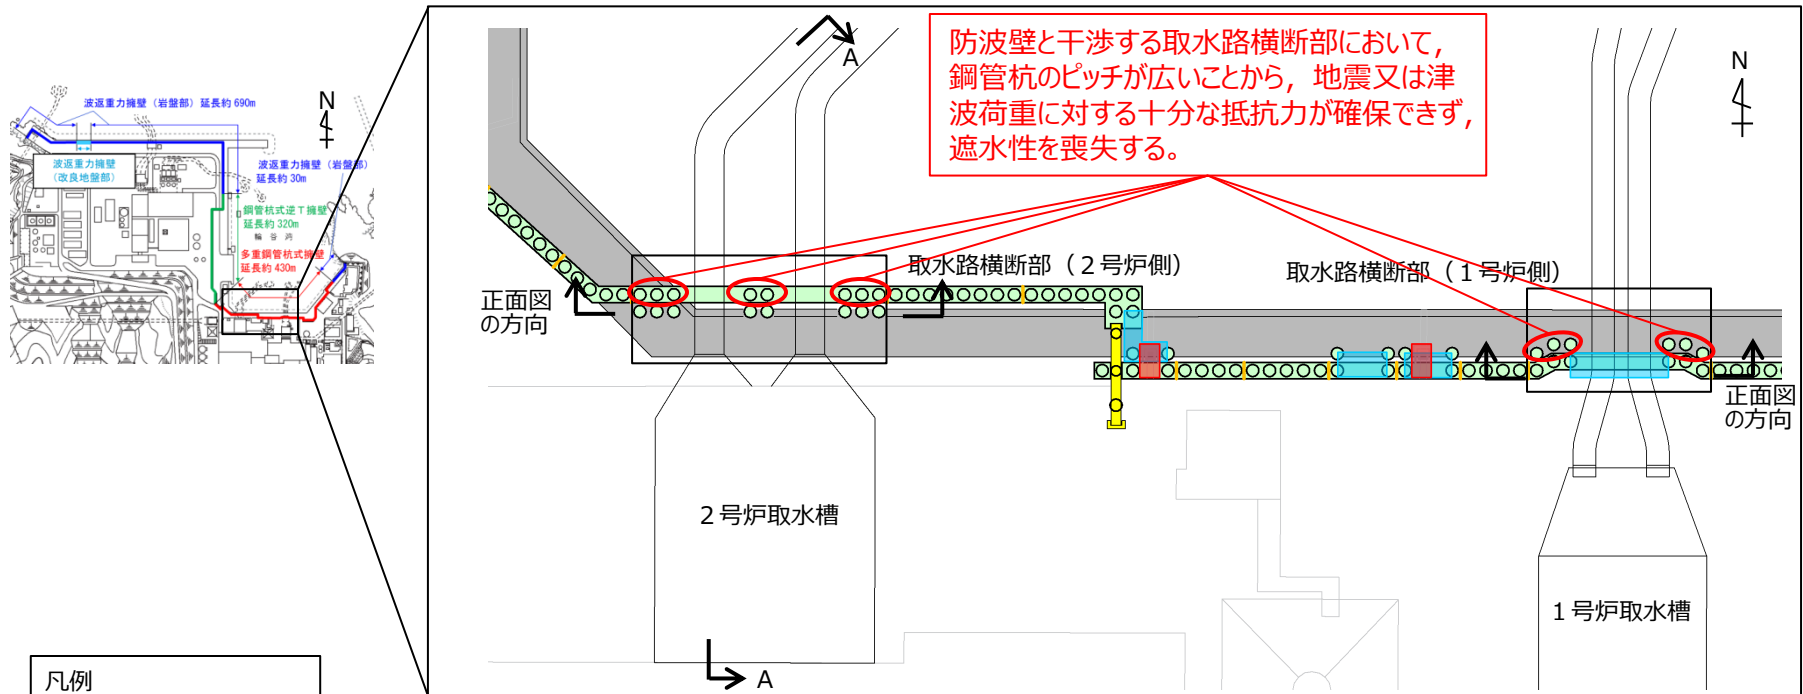 波返重力擁壁（岩盤部）延長約 690m
N
波返重力擁壁
（改良地盤部）
波返重力擁壁（岩盤部）
延長約 30m
鋼管杭式逆T擁壁
延長約 320m
輪 谷 湾
多重鋼管杭式擁壁
延長約 430m
A
防波壁と干渉する取水路横断部において，
鋼管杭のピッチが広いことから，地震又は津
波荷重に対する十分な抵抗力が確保できず，
遮水性を喪失する。
N
取水路横断部（２号炉側）
取水路横断部（１号炉側）
正面図
の方向
正面図
の方向
２号炉取水槽
１号炉取水槽
A
凡例